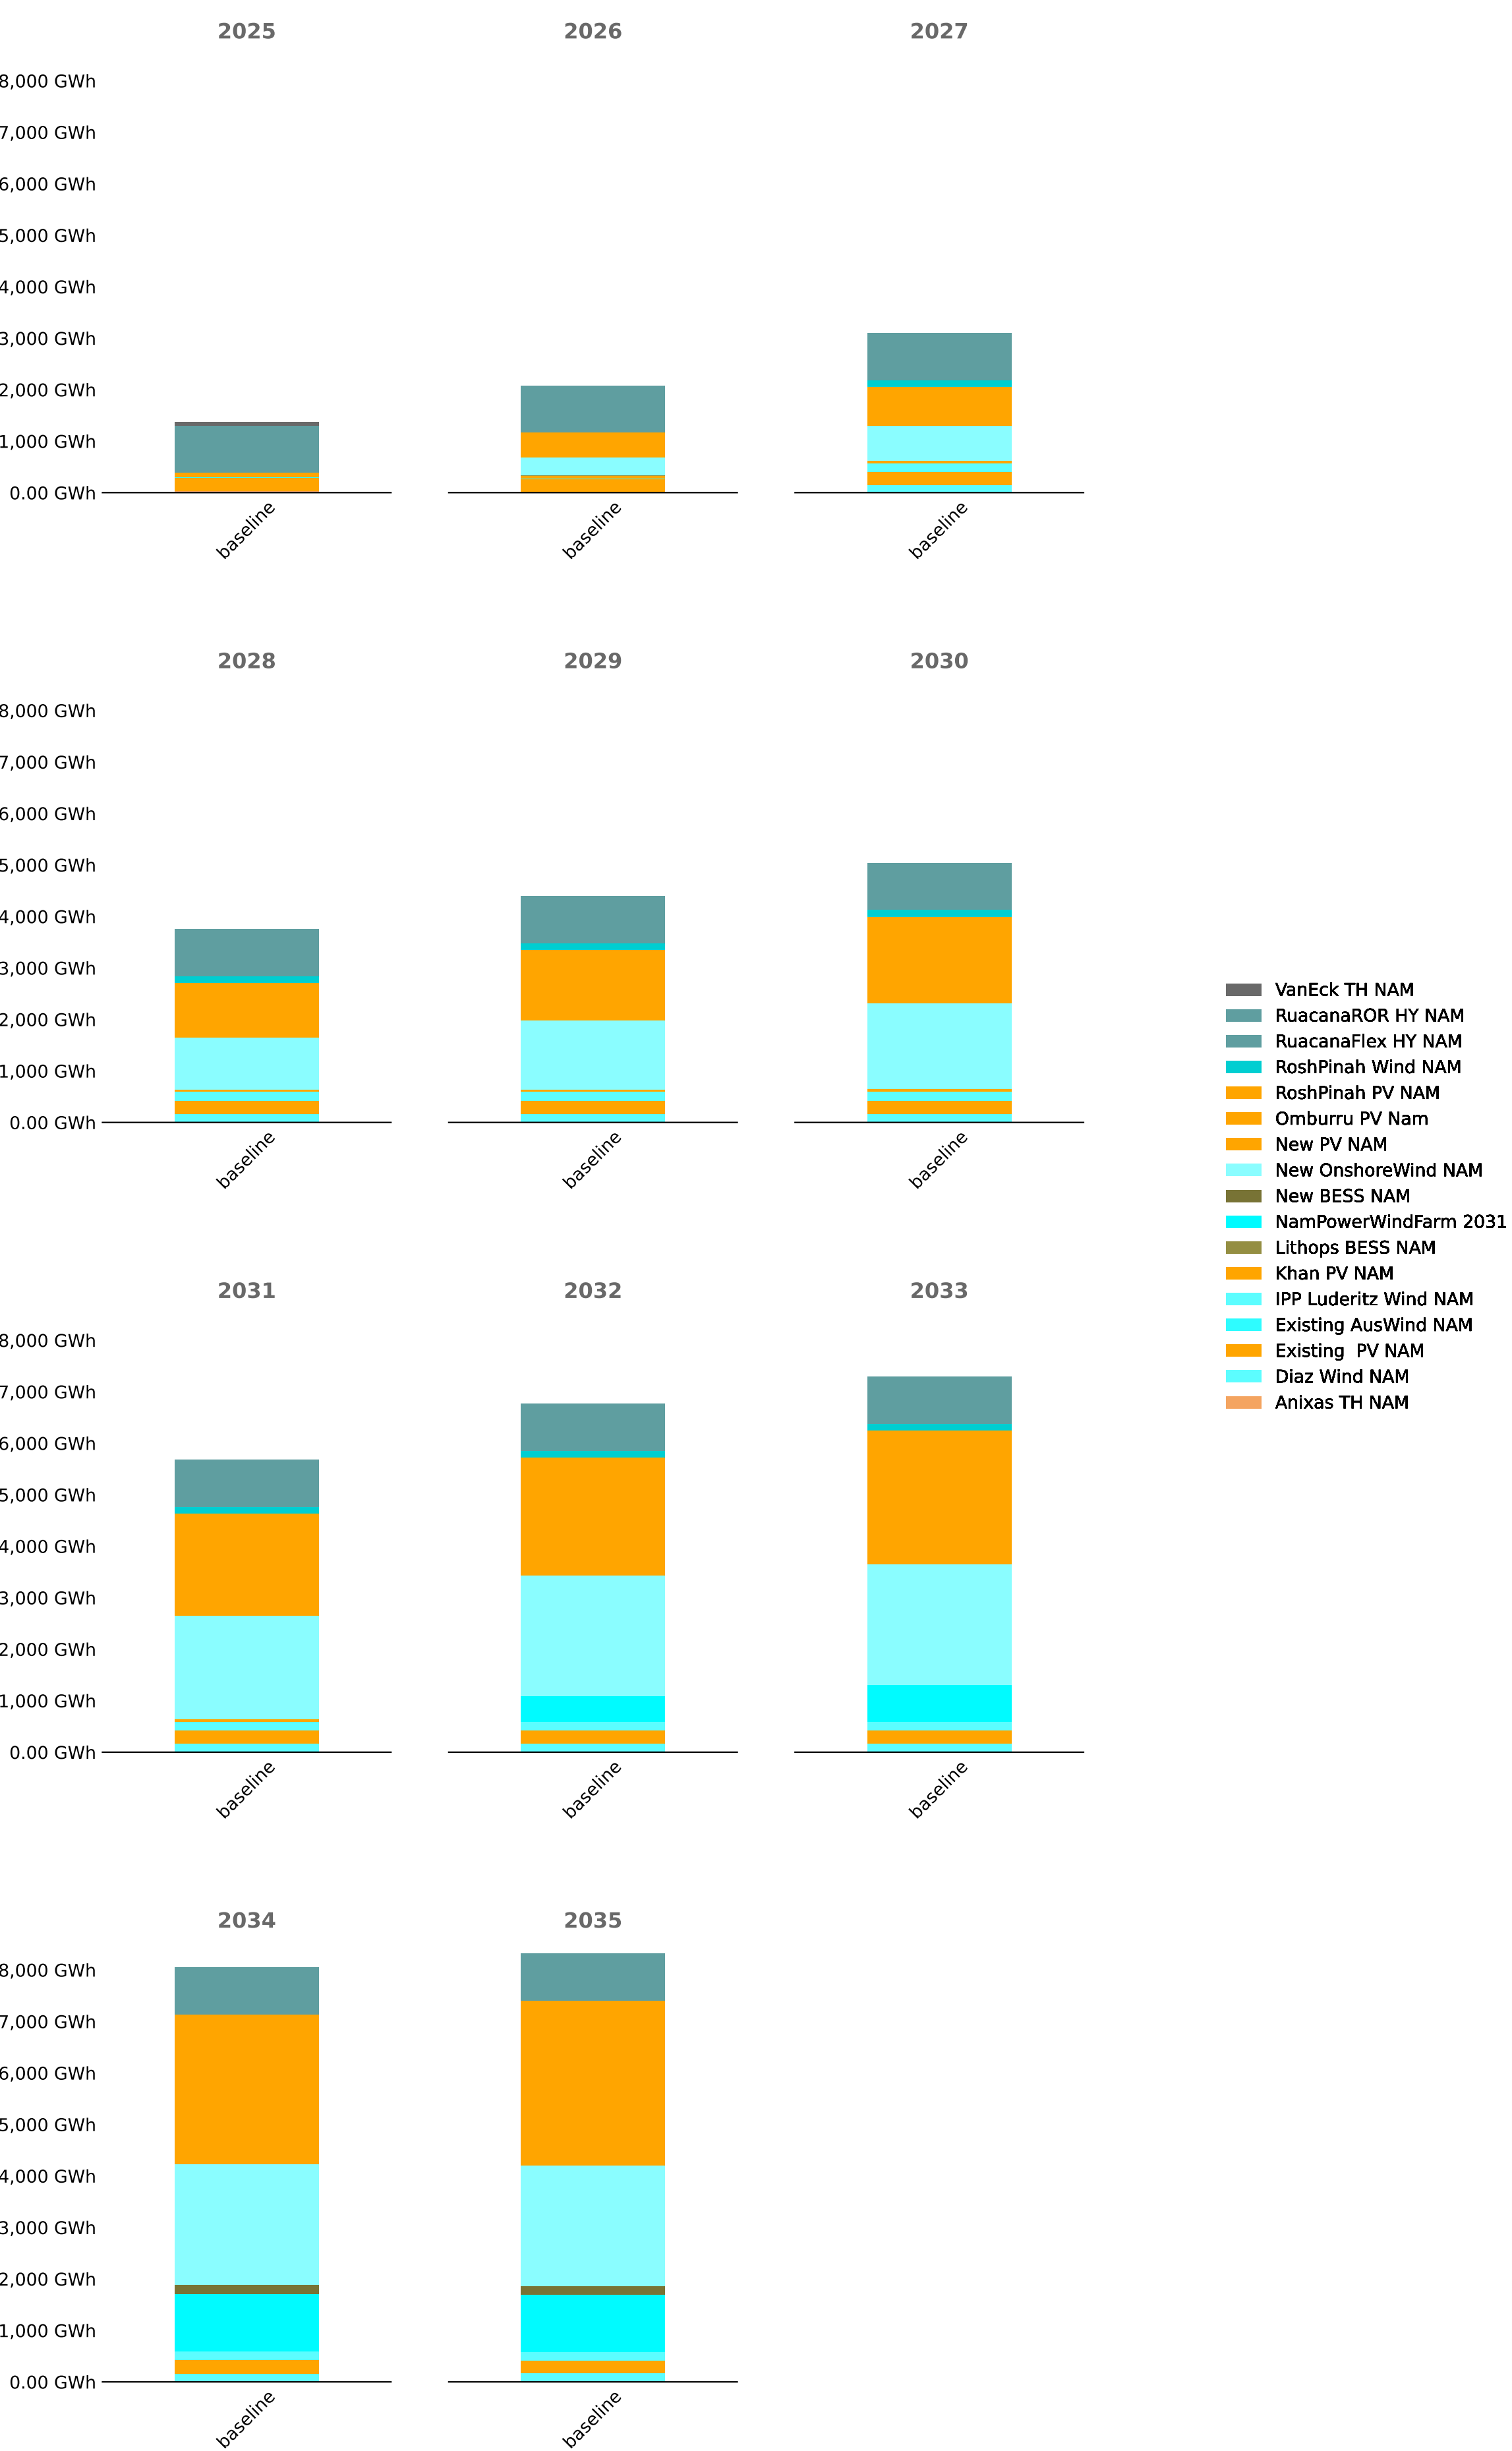 2025 2026 2027
8,000 GWh
7,000 GWh
6,000 GWh
5,000 GWh
4,000 GWh
3,000 GWh
2,000 GWh
1,000 GWh
0.00 GWh
baseline baseline baseline
2028 2029 2030
8,000 GWh
7,000 GWh
6,000 GWh
5,000 GWh
4,000 GWh
3,000 GWh
2,000 GWh
1,000 GWh
0.00 GWh
baseline baseline baseline
VanEck TH NAM
RuacanaROR HY NAM
RuacanaFlex HY NAM
RoshPinah Wind NAM
RoshPinah PV NAM
Omburru PV Nam
New PV NAM
New OnshoreWind NAM
New BESS NAM
NamPowerWindFarm 2031
Lithops BESS NAM
Khan PV NAM
IPP Luderitz Wind NAM
Existing AusWind NAM
Existing  PV NAM
Diaz Wind NAM
Anixas TH NAM
2031 2032 2033
8,000 GWh
7,000 GWh
6,000 GWh
5,000 GWh
4,000 GWh
3,000 GWh
2,000 GWh
1,000 GWh
0.00 GWh
baseline baseline baseline
2034 2035
8,000 GWh
7,000 GWh
6,000 GWh
5,000 GWh
4,000 GWh
3,000 GWh
2,000 GWh
1,000 GWh
0.00 GWh
baseline baseline